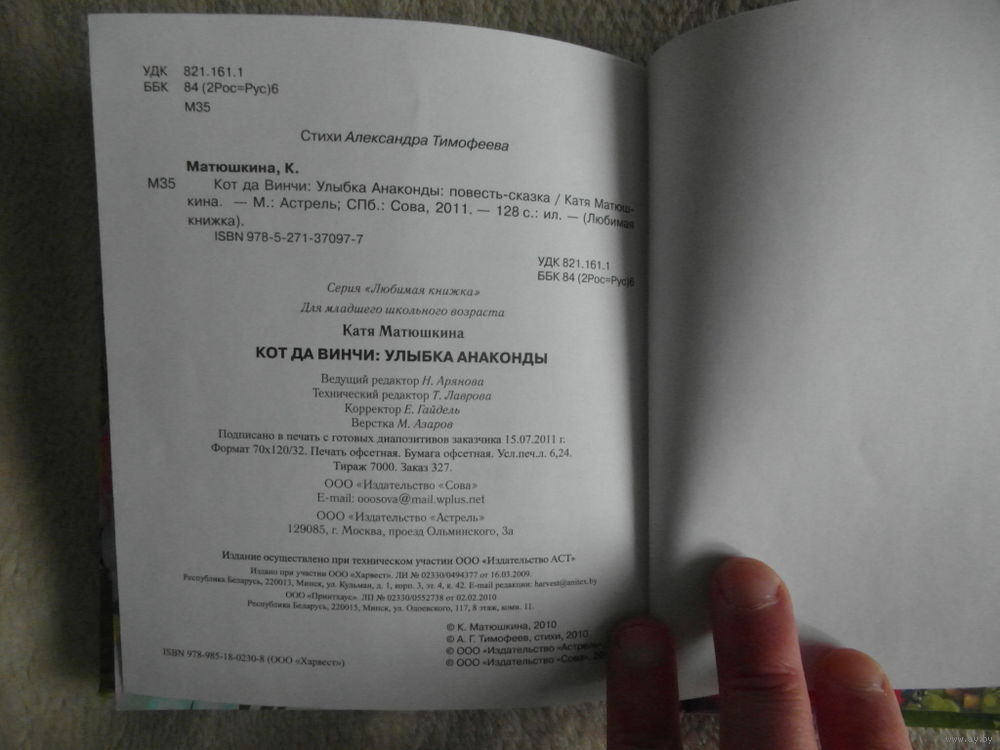 УДК 821.161.1
ББК 84 (2Рос=Рус)6
М35
Стихи Александра Тимофеева
Матюшкина, К.
М35 Кот да Винчи: Улыбка Анаконды: повесть-сказка / Катя Матюш-
кина. — М.: Астрель; СПб.: Сова, 2011. — 128 с.: ил. — (Любимая
книжка).
ISBN 978-5-271-37097-7
УДК 821.161.1
ББК 84 (2Рос=Рус)6
Серия «Любимая книжка»
Для младшего школьного возраста
Катя Матюшкина
КОТ ДА ВИНЧИ: УЛЫБКА АНАКОНДЫ
Ведущий редактор Н. Арянова
Технический редактор Т. Лаврова
Корректор Е. Гайдель
Верстка М. Азаров
Подписано в печать с готовых диапозитивов заказчика 15.07.2011 г.
Формат 70х120/32. Печать офсетная. Бумага офсетная. Усл.печ.л. 6,24.
Тираж 7000. Заказ 327.
ООО «Издательство «Сова»
E-mail: ooosova@mail.wplus.net
ООО «Издательство «Астрель»
129085, г. Москва, проезд Ольминского, 3а
Издание осуществлено при техническом участии ООО «Издательство АСТ»
Издано при участии ООО «Харвест». ЛИ № 02330/0494377 от 16.03.2009.
Республика Беларусь, 220013, Минск, ул. Кульман, д. 1, корп. 3, эт. 4, к. 42. E-mail редакции: harvest@anitex.by
ООО «Принтхаус». ЛП № 02330/0552738 от 02.02.2010
Республика Беларусь, 220015, Минск, ул. Одоевского, 117, 8 этаж, комн. 11.
© К. Матюшкина, 2010
© А. Г. Тимофеев, стихи, 2010
© ООО «Издательство «Астрель»
© ООО «Издательство «Сова», 20
ISBN 978-985-18-0230-8 (ООО «Харвест»)
www.ay.by